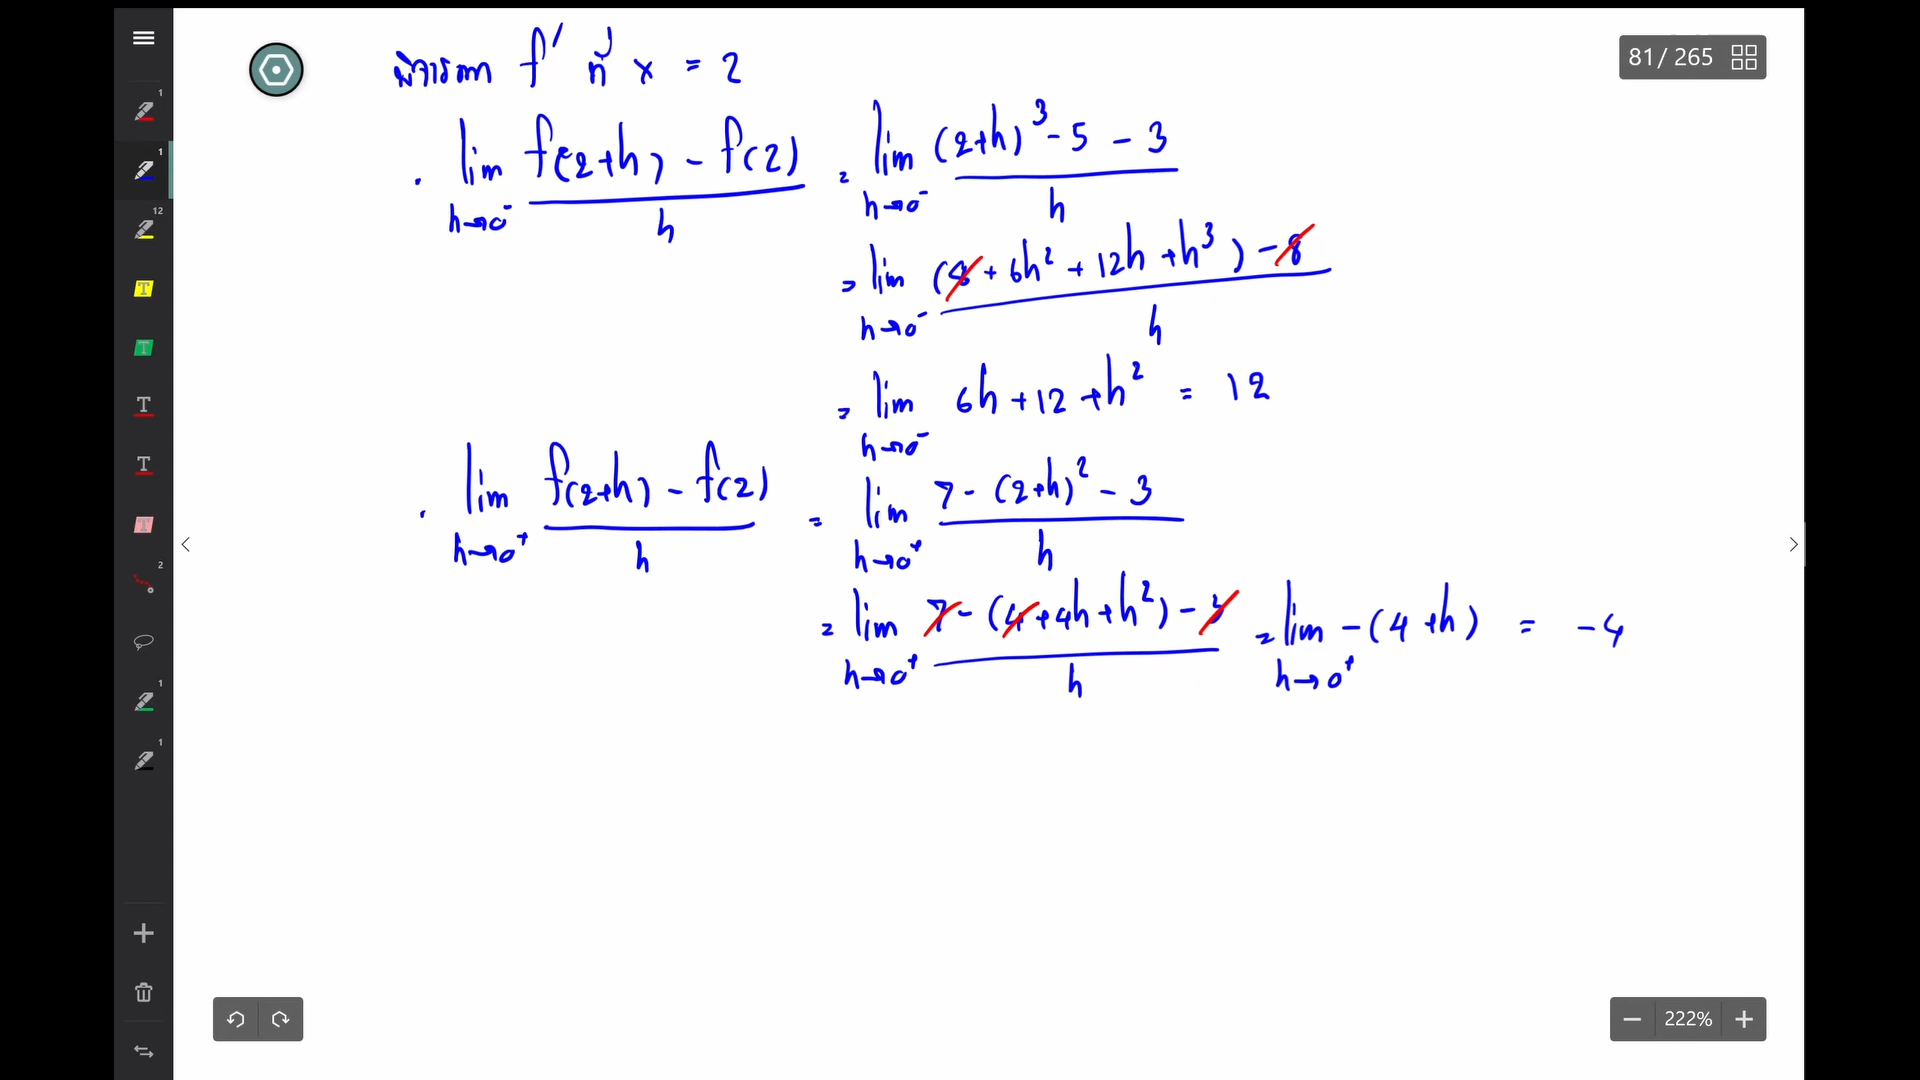 81 / 265
พิจารณา f′ ที่ x = 2
. lim h→0⁻ (f(2+h) - f(2)) / h = lim h→0⁻ ((2+h)³ - 5 - 3) / h
= lim h→0⁻ ((8 + 6h² + 12h + h³) - 8) / h
= lim h→0⁻ 6h + 12 + h² = 12
. lim h→0⁺ (f(2+h) - f(2)) / h = lim h→0⁺ (7 - (2+h)² - 3) / h
= lim h→0⁺ (7 - (4 + 4h + h²) - 3) / h = lim h→0⁺ -(4 + h) = -4
222%